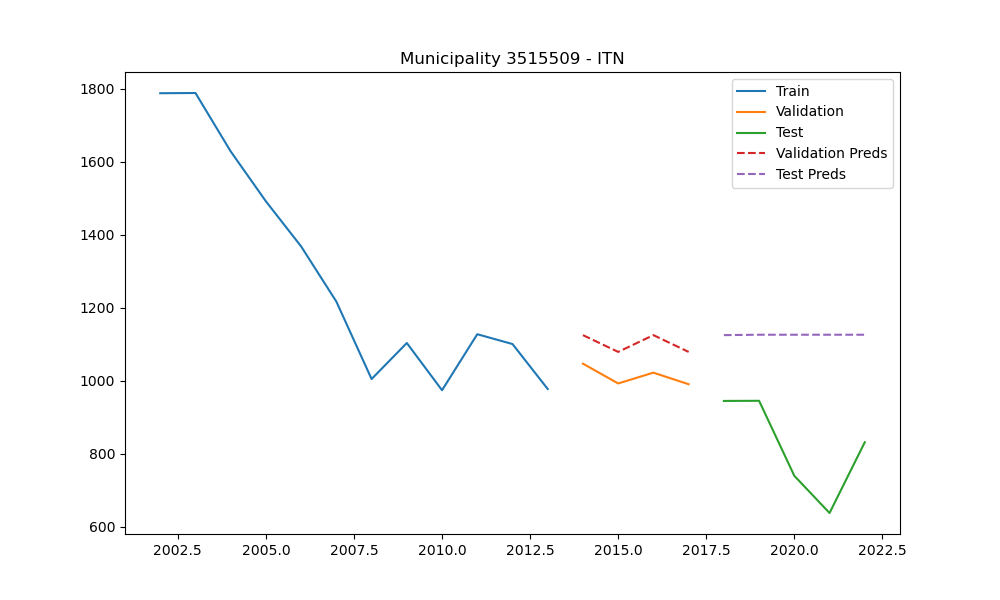 Municipality 3515509 - ITN
1800
1600
1400
1200
1000
800
600
Train
Validation
Test
Validation Preds
Test Preds
2002.5 2005.0 2007.5 2010.0 2012.5 2015.0 2017.5 2020.0 2022.5